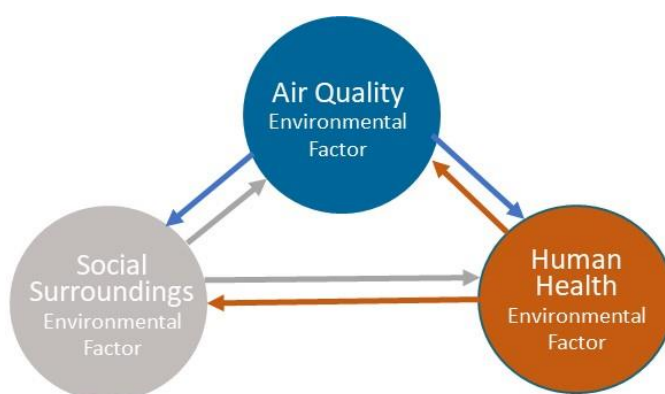 Air Quality
Environmental
Factor
Social
Surroundings
Environmental
Factor
Human
Health
Environmental
Factor